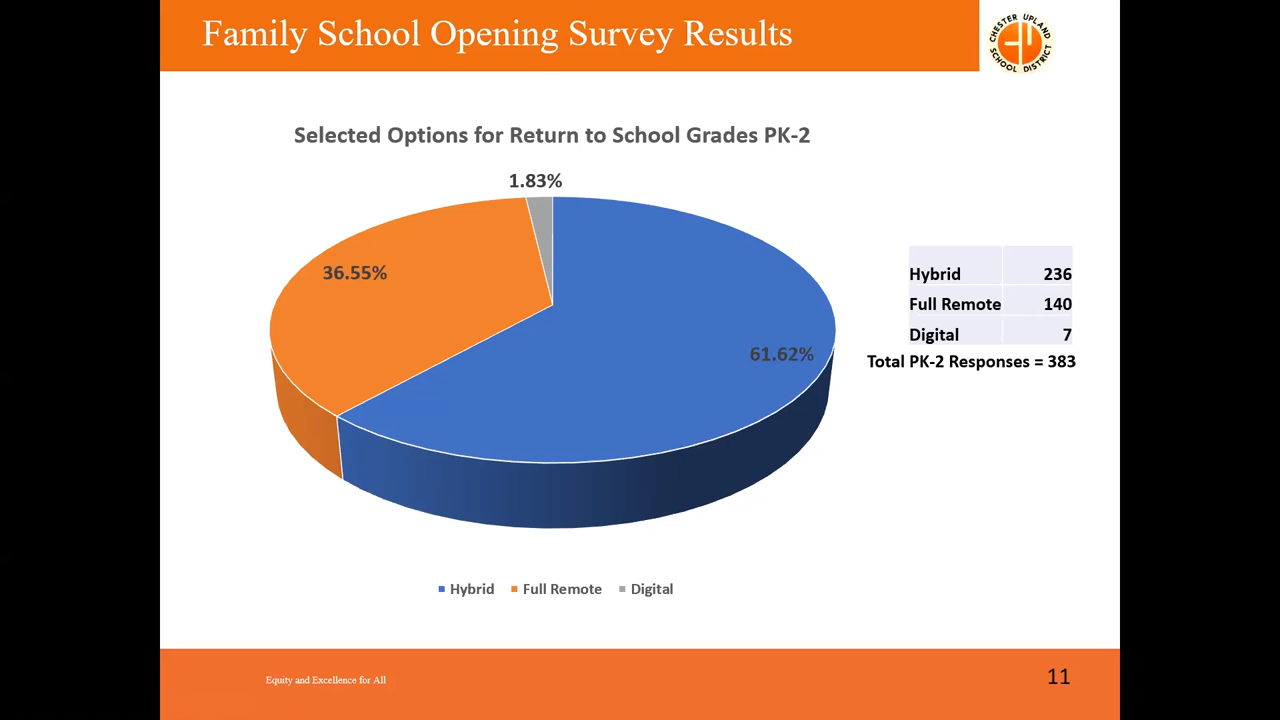 Family School Opening Survey Results
CHESTER UPLAND
SCHOOL DISTRICT
Selected Options for Return to School Grades PK-2
1.83%
36.55%
61.62%
Hybrid 236
Full Remote 140
Digital 7
Total PK-2 Responses = 383
Hybrid Full Remote Digital
Equity and Excellence for All
11